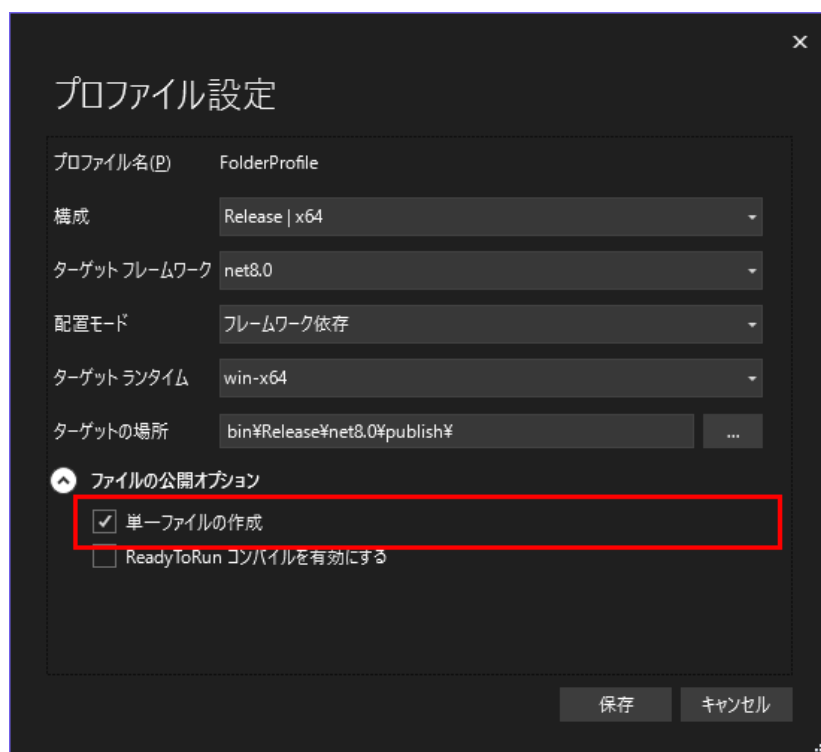 プロファイル設定
プロファイル名(P) FolderProfile
構成 Release | x64
ターゲット フレームワーク net8.0
配置モード フレームワーク依存
ターゲット ランタイム win-x64
ターゲットの場所 bin¥Release¥net8.0¥publish¥ ...
ファイルの公開オプション
単一ファイルの作成
ReadyToRun コンパイルを有効にする
保存 キャンセル